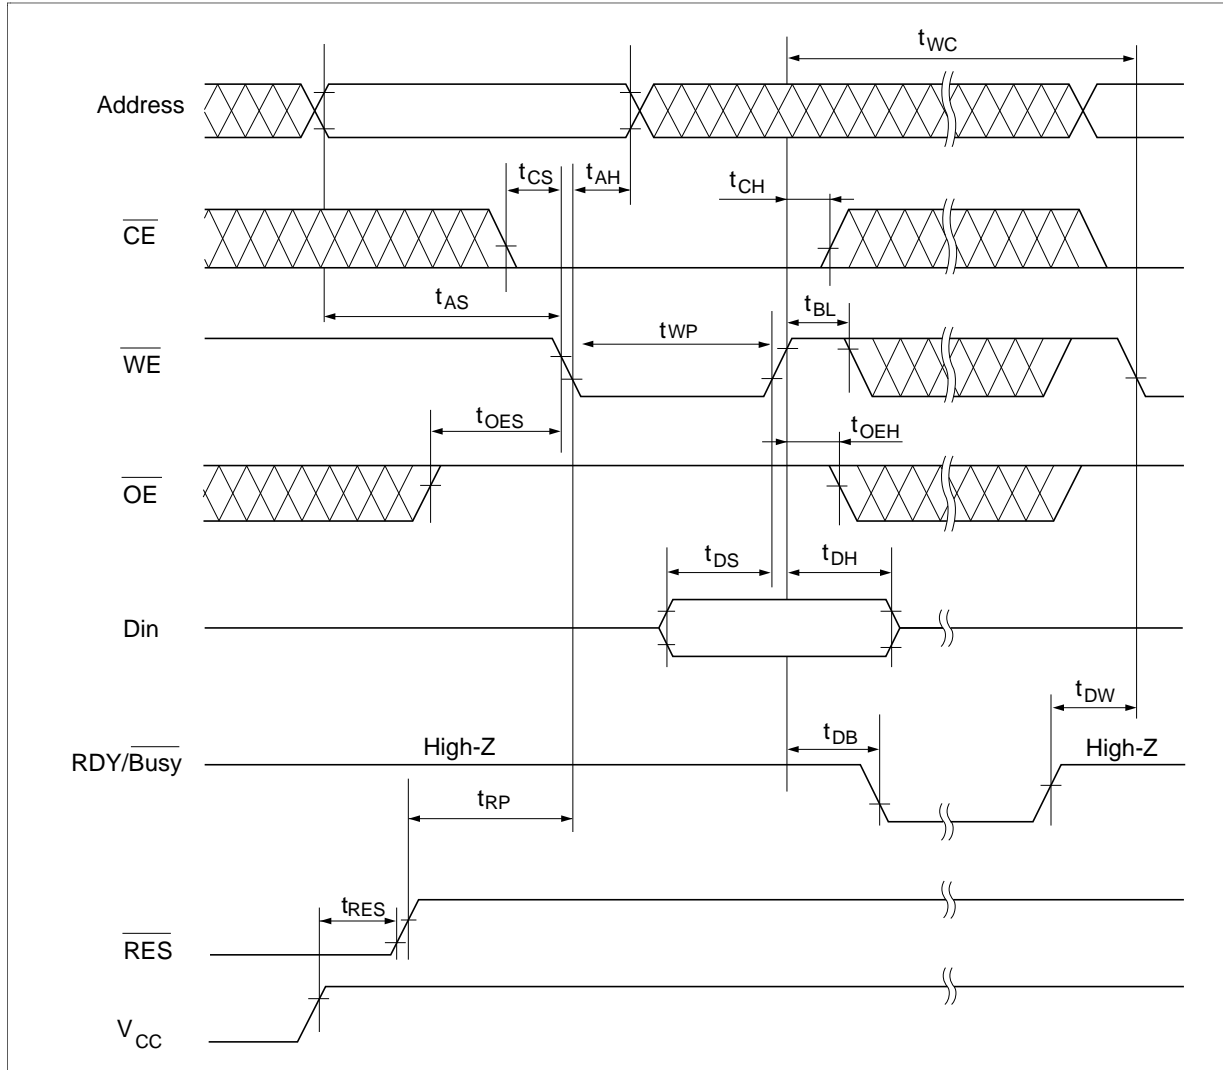 tWC
Address
tCS tAH
tCH
CE
tAS
tBL
tWP
WE
tOES
tOEH
OE
tDS tDH
Din
tDW
tDB
High-Z High-Z
RDY/Busy
tRP
tRES
RES
VCC